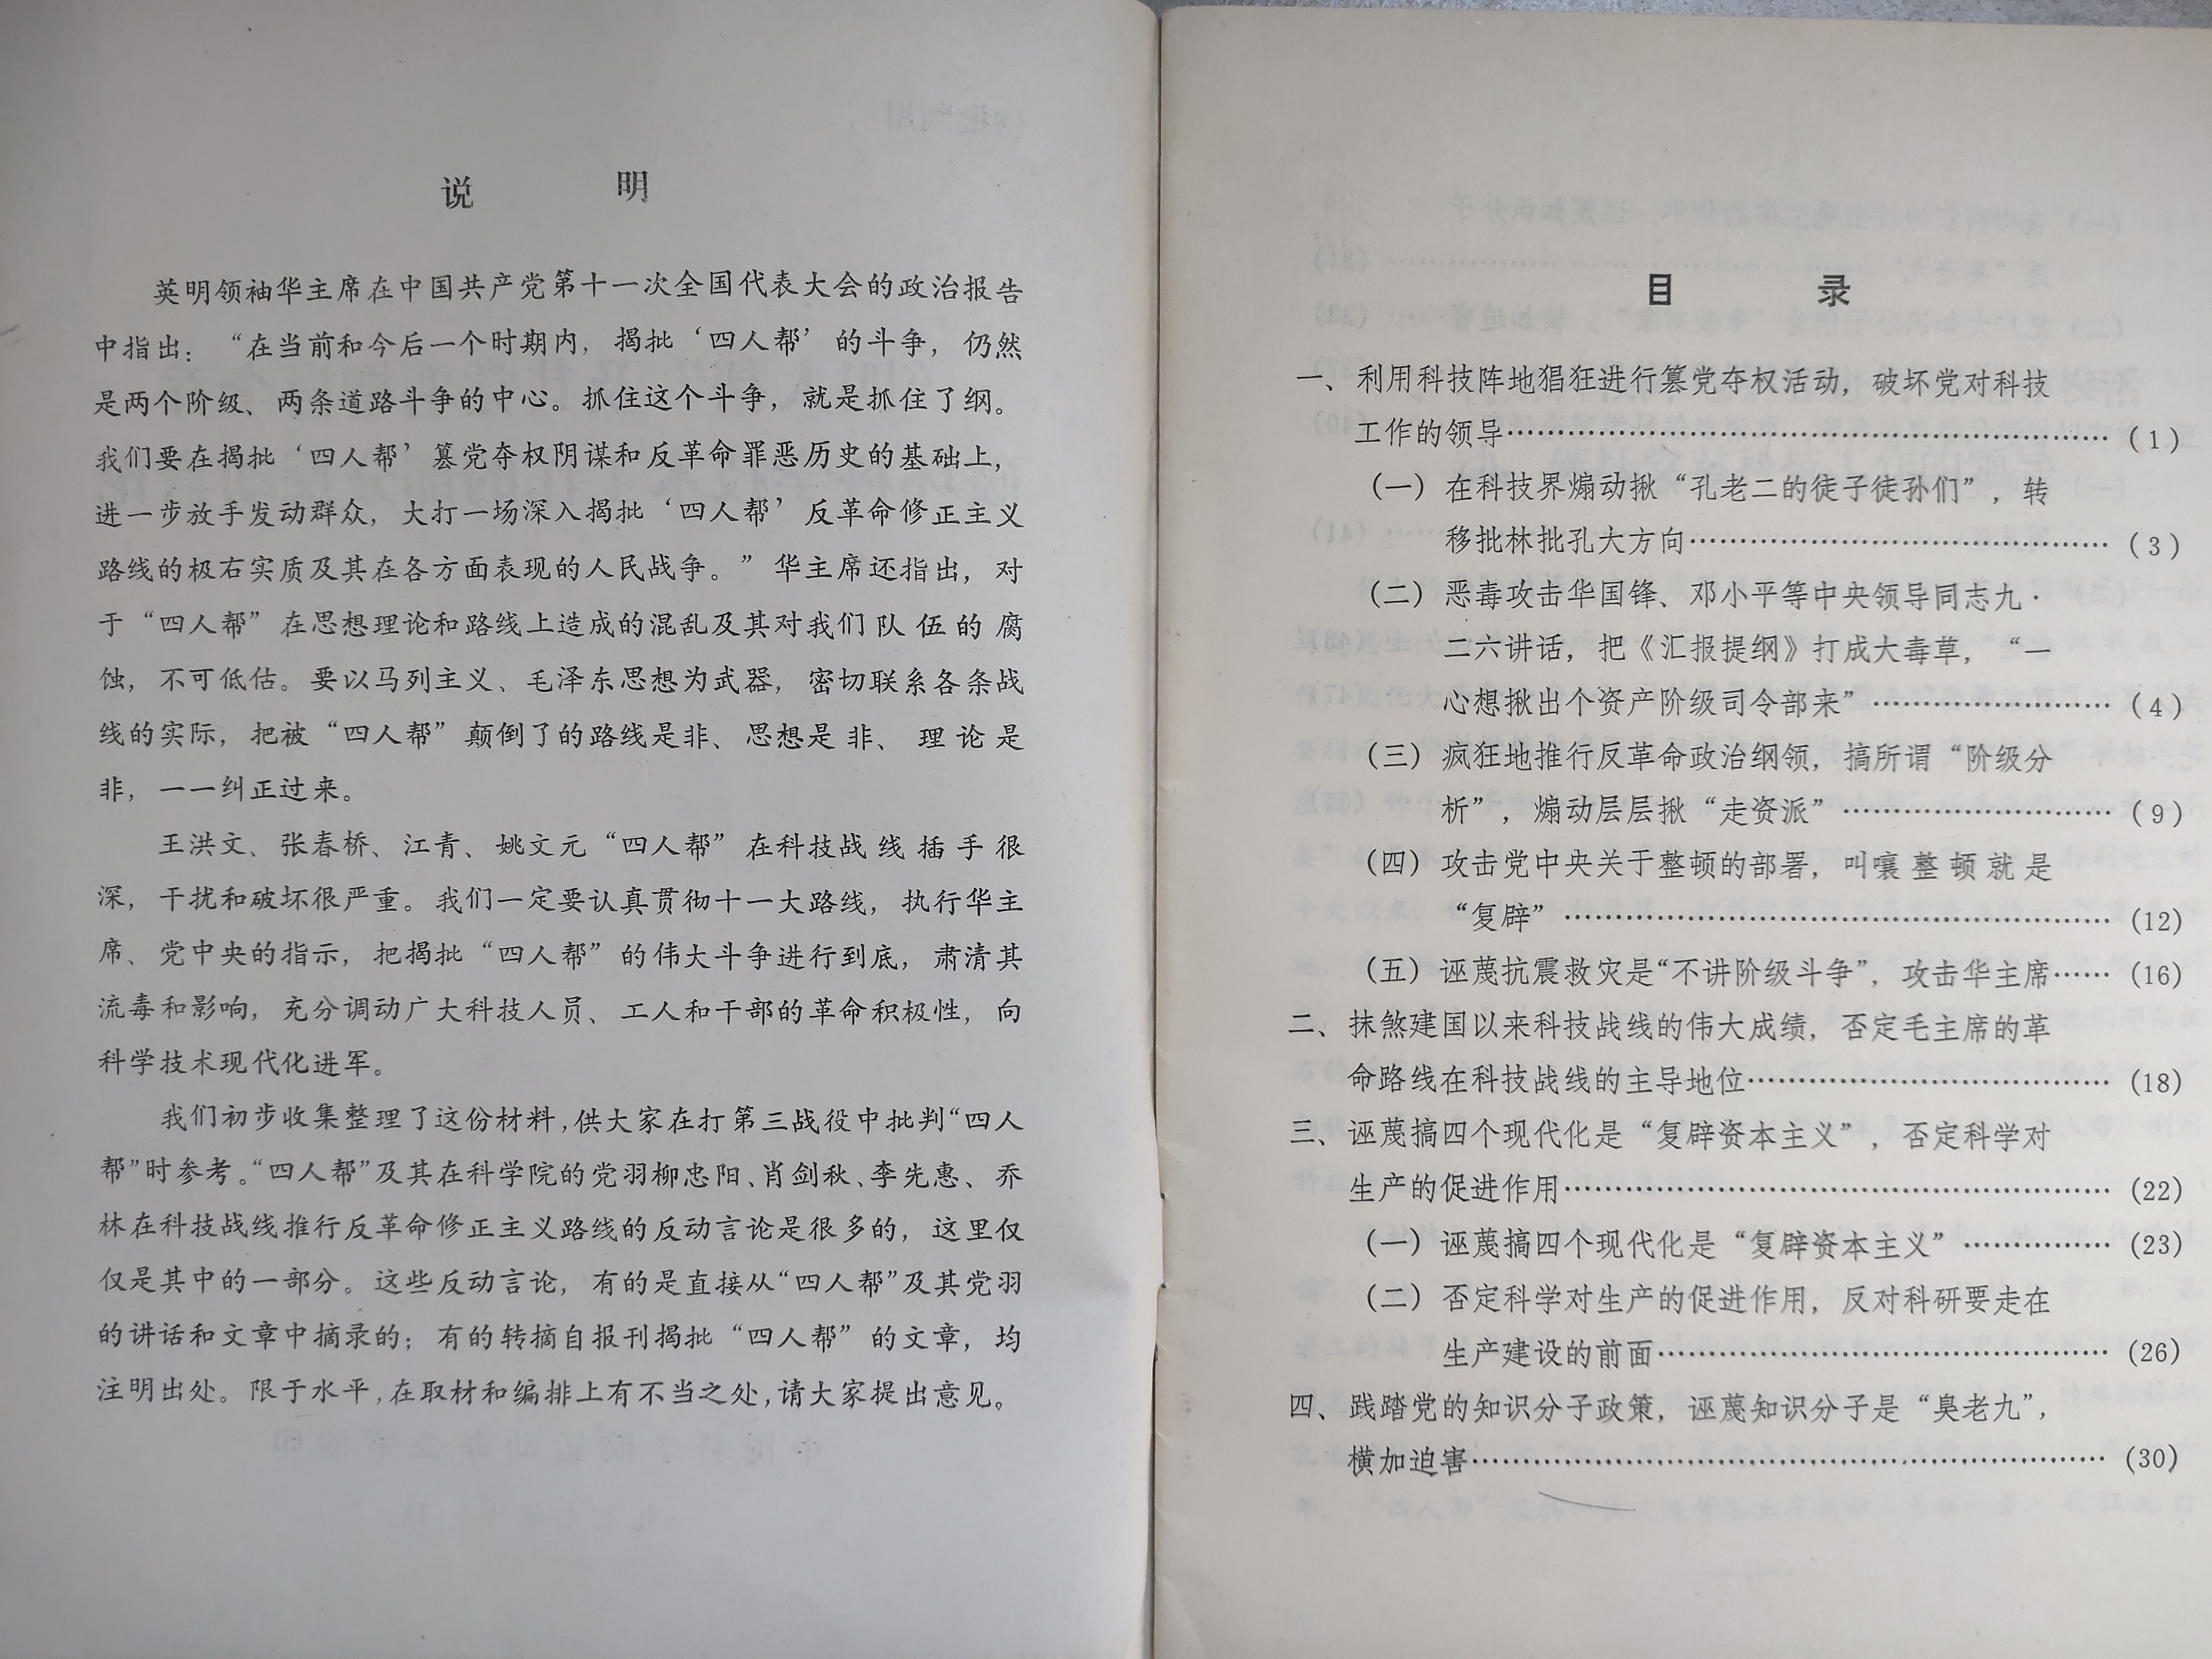 说 明
英明领袖华主席在中国共产党第十一次全国代表大会的政治报告
中指出：“在当前和今后一个时期内，揭批‘四人帮’的斗争，仍然
是两个阶级、两条道路斗争的中心。抓住这个斗争，就是抓住了纲。
我们要在揭批‘四人帮’篡党夺权阴谋和反革命罪恶历史的基础上，
进一步放手发动群众，大打一场深入揭批‘四人帮’反革命修正主义
路线的极右实质及其在各方面表现的人民战争。”华主席还指出，对
于“四人帮”在思想理论和路线上造成的混乱及其对我们队伍的腐
蚀，不可低估。要以马列主义、毛泽东思想为武器，密切联系各条战
线的实际，把被“四人帮”颠倒了的路线是非、思想是非、理论是
非，一一纠正过来。
王洪文、张春桥、江青、姚文元“四人帮”在科技战线插手很
深，干扰和破坏很严重。我们一定要认真贯彻十一大路线，执行华主
席、党中央的指示，把揭批“四人帮”的伟大斗争进行到底，肃清其
流毒和影响，充分调动广大科技人员、工人和干部的革命积极性，向
科学技术现代化进军。
我们初步收集整理了这份材料，供大家在打第三战役中批判“四人
帮”时参考。“四人帮”及其在科学院的党羽柳忠阳、肖剑秋、李先惠、乔
林在科技战线推行反革命修正主义路线的反动言论是很多的，这里仅
仅是其中的一部分。这些反动言论，有的是直接从“四人帮”及其党羽
的讲话和文章中摘录的；有的转摘自报刊揭批“四人帮”的文章，均
注明出处。限于水平，在取材和编排上有不当之处，请大家提出意见。
目 录
一、利用科技阵地猖狂进行篡党夺权活动，破坏党对科技
工作的领导…………………………………………（1）
（一）在科技界煽动揪“孔老二的徒子徒孙们”，转
移批林批孔大方向……………………………（3）
（二）恶毒攻击华国锋、邓小平等中央领导同志九·
二六讲话，把《汇报提纲》打成大毒草，“一
心想揪出个资产阶级司令部来”………………（4）
（三）疯狂地推行反革命政治纲领，搞所谓“阶级分
析”，煽动层层揪“走资派”…………………（9）
（四）攻击党中央关于整顿的部署，叫嚷整顿就是
“复辟”………………………………………（12）
（五）诬蔑抗震救灾是“不讲阶级斗争”，攻击华主席……（16）
二、抹煞建国以来科技战线的伟大成绩，否定毛主席的革
命路线在科技战线的主导地位………………………（18）
三、诬蔑搞四个现代化是“复辟资本主义”，否定科学对
生产的促进作用……………………………………（22）
（一）诬蔑搞四个现代化是“复辟资本主义”…………（23）
（二）否定科学对生产的促进作用，反对科研要走在
生产建设的前面………………………………（26）
四、践踏党的知识分子政策，诬蔑知识分子是“臭老九”，
横加迫害……………………………………………（30）